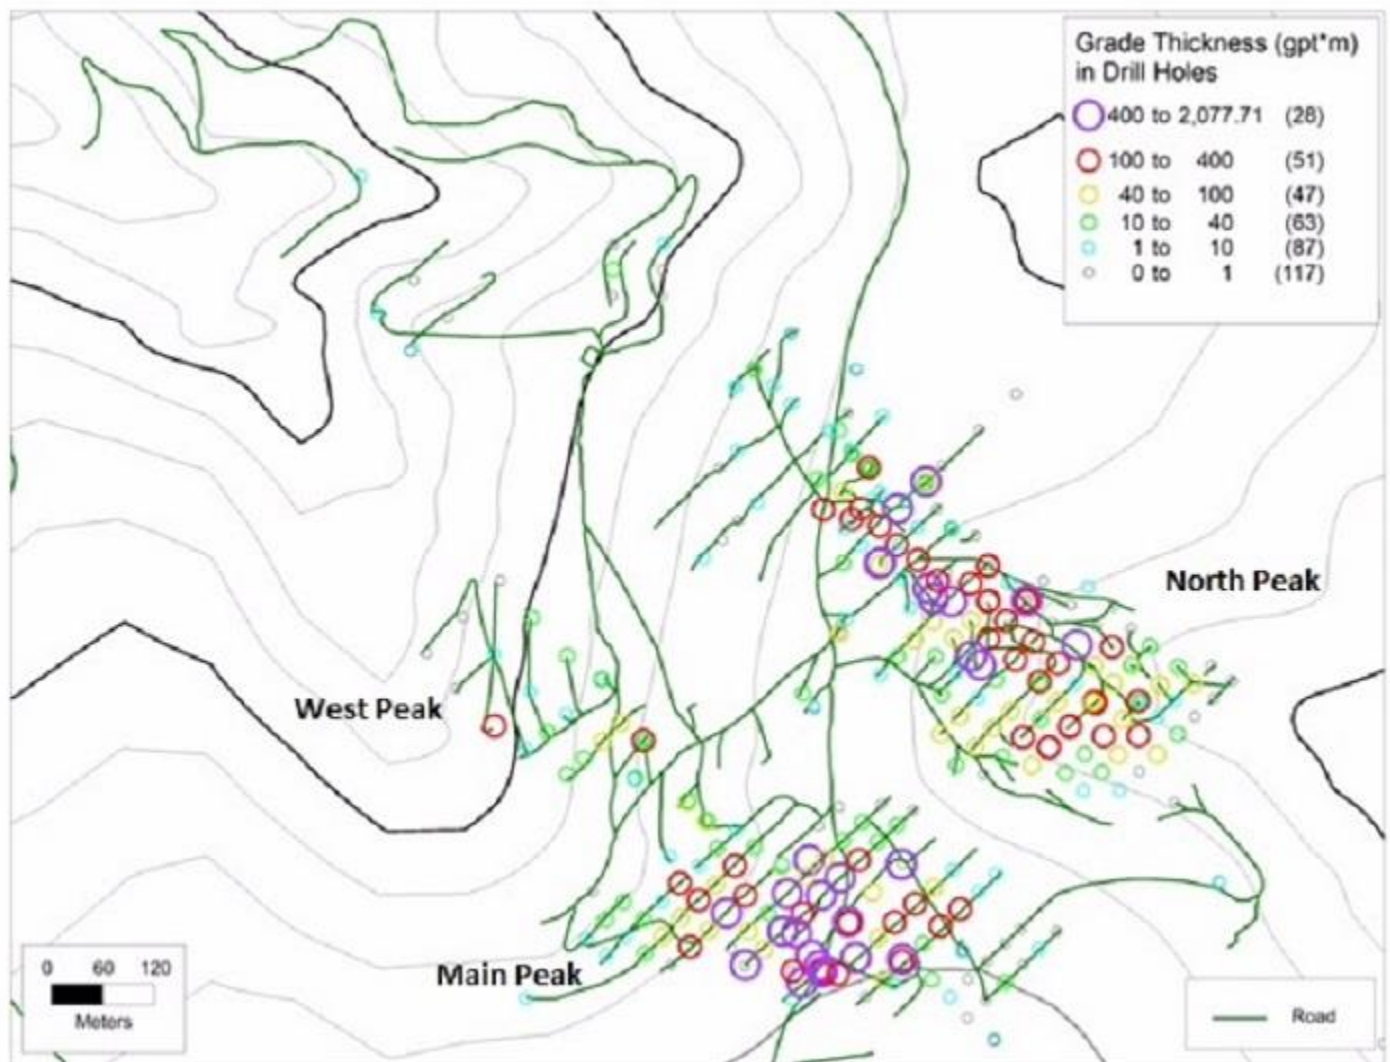 Grade Thickness (gpt*m)
in Drill Holes
400 to 2,077.71 (28)
100 to 400 (51)
40 to 100 (47)
10 to 40 (63)
1 to 10 (87)
0 to 1 (117)
North Peak
West Peak
Main Peak
0 60 120
Meters
Road